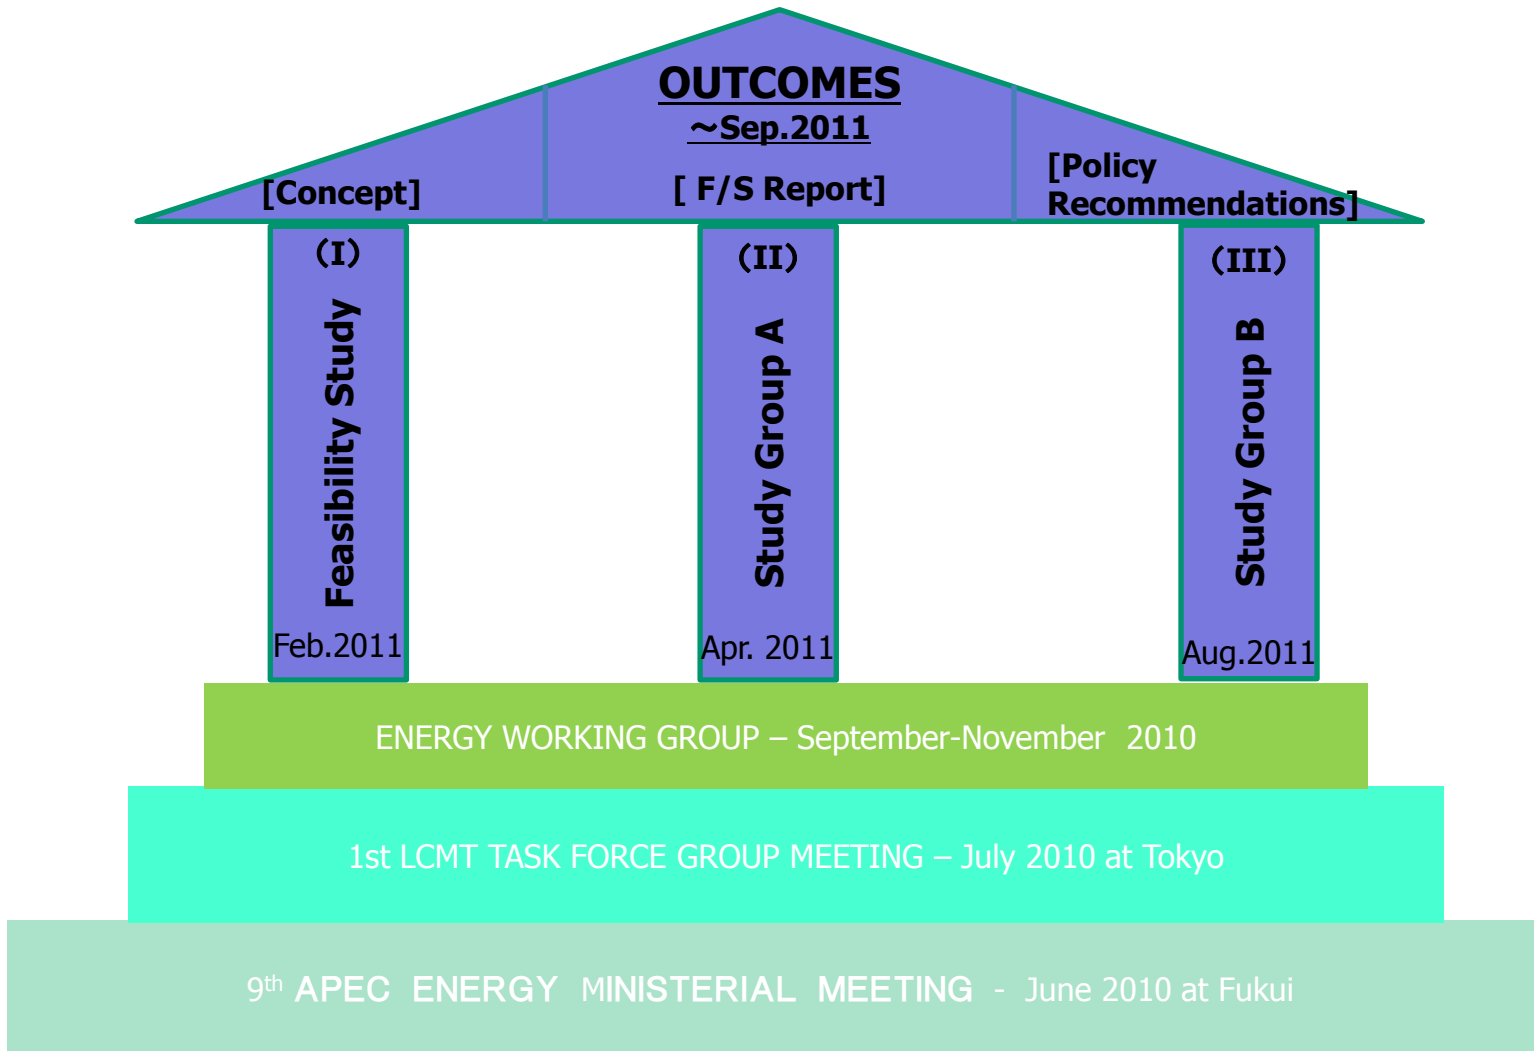 OUTCOMES
～Sep.2011
[Concept]
[ F/S Report]
[Policy
Recommendations]
(I)
Feasibility Study
Feb.2011
(II)
Study Group A
Apr. 2011
(III)
Study Group B
Aug.2011
ENERGY WORKING GROUP – September-November 2010
1st LCMT TASK FORCE GROUP MEETING – July 2010 at Tokyo
9th APEC ENERGY MINISTERIAL MEETING - June 2010 at Fukui